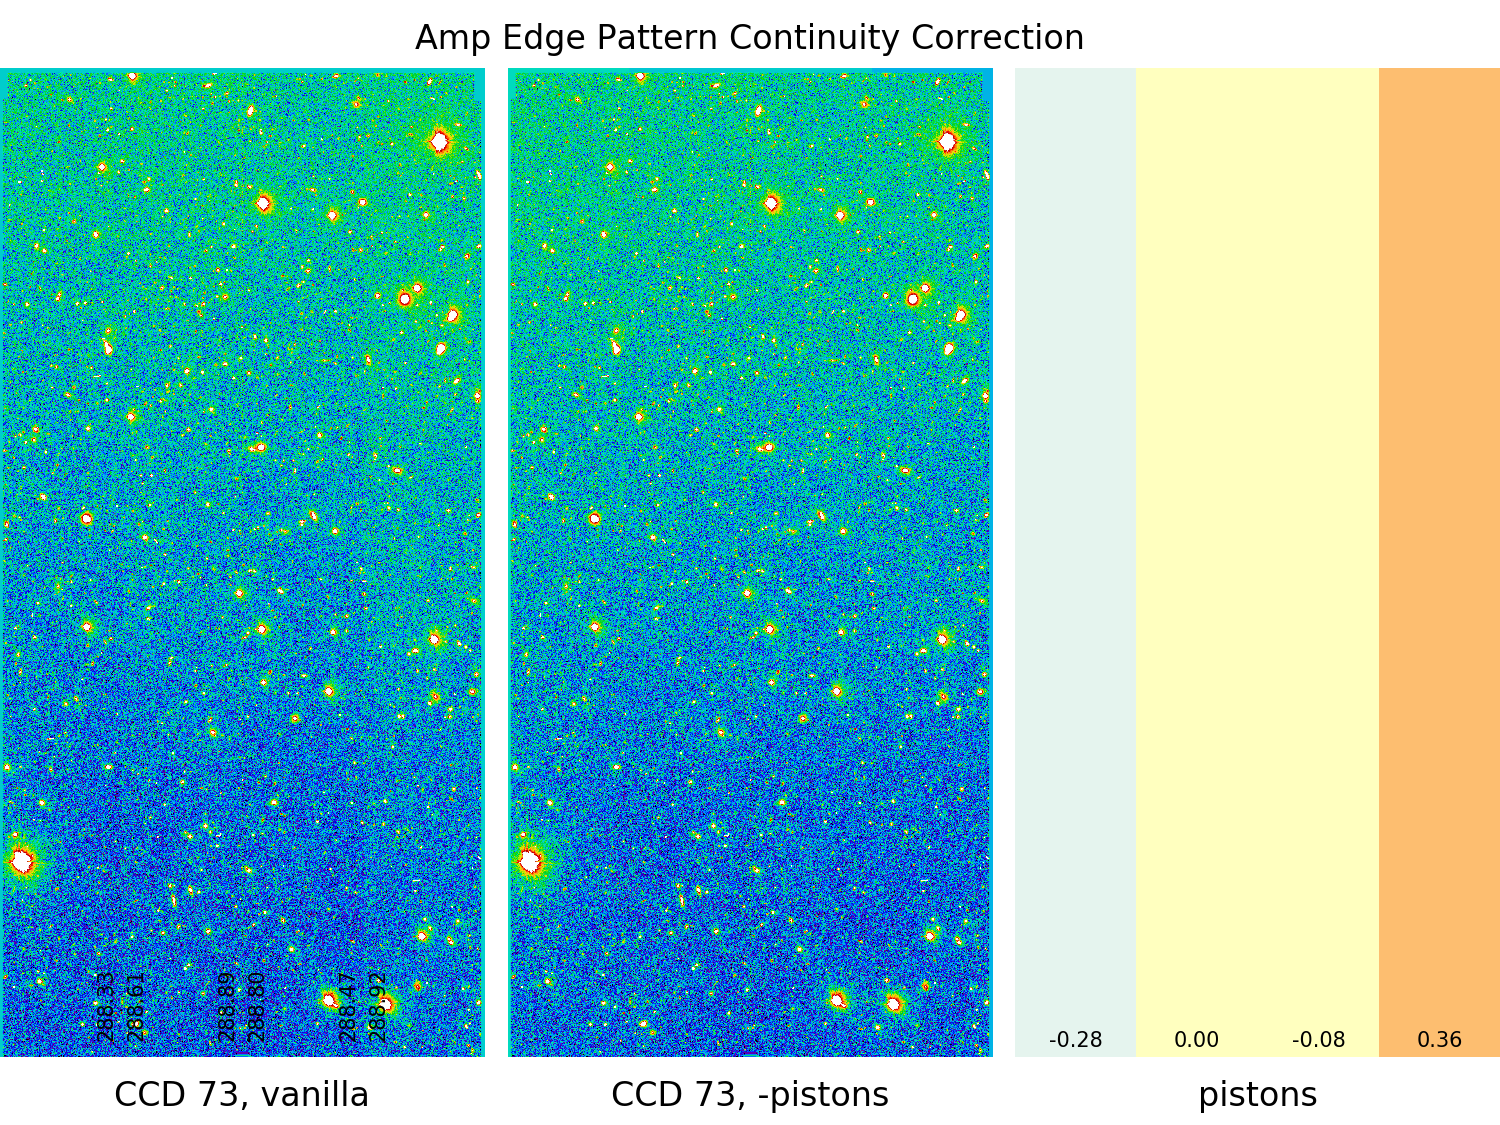 Amp Edge Pattern Continuity Correction
288.33
288.61
288.89
288.80
288.47
288.92
-0.28 0.00 -0.08 0.36
CCD 73, vanilla CCD 73, -pistons pistons